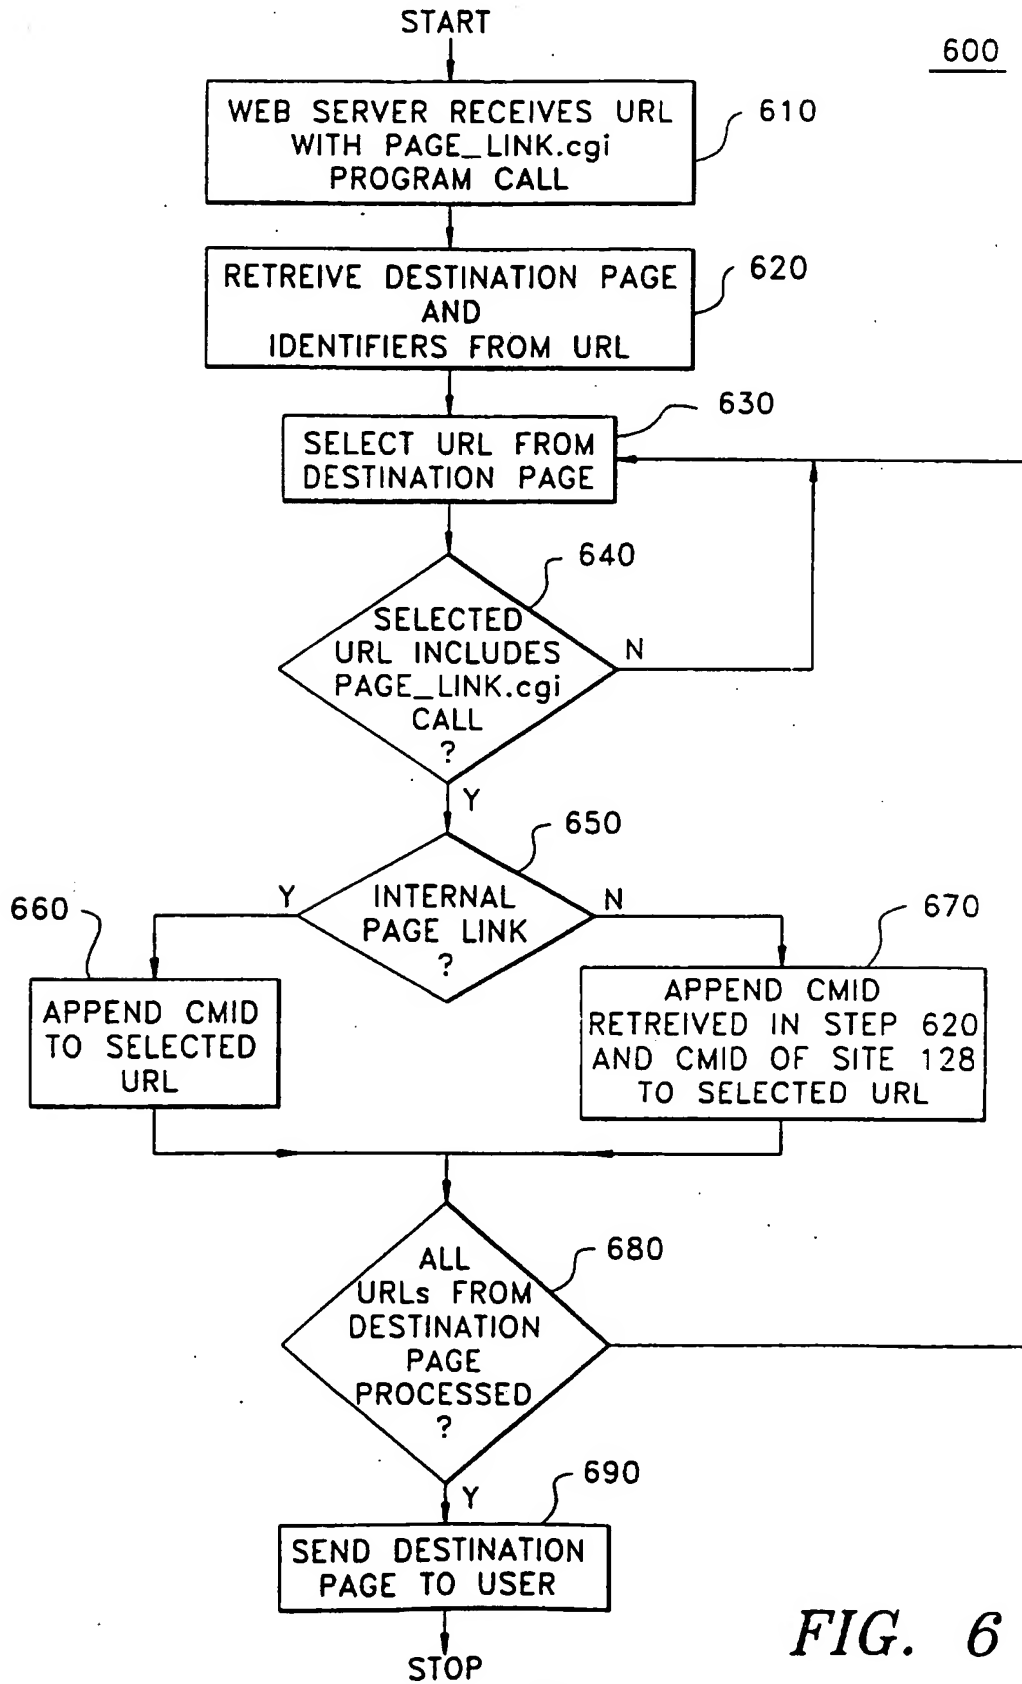 START
600
WEB SERVER RECEIVES URL
WITH PAGE_LINK.cgi
PROGRAM CALL
610
RETREIVE DESTINATION PAGE
AND
IDENTIFIERS FROM URL
620
630
SELECT URL FROM
DESTINATION PAGE
640
SELECTED
URL INCLUDES
PAGE_LINK.cgi
CALL
?
N
Y
650
INTERNAL
PAGE LINK
?
Y
N
660
APPEND CMID
TO SELECTED
URL
670
APPEND CMID
RETREIVED IN STEP 620
AND CMID OF SITE 128
TO SELECTED URL
680
ALL
URLs FROM
DESTINATION
PAGE
PROCESSED
?
Y
690
SEND DESTINATION
PAGE TO USER
STOP
FIG. 6